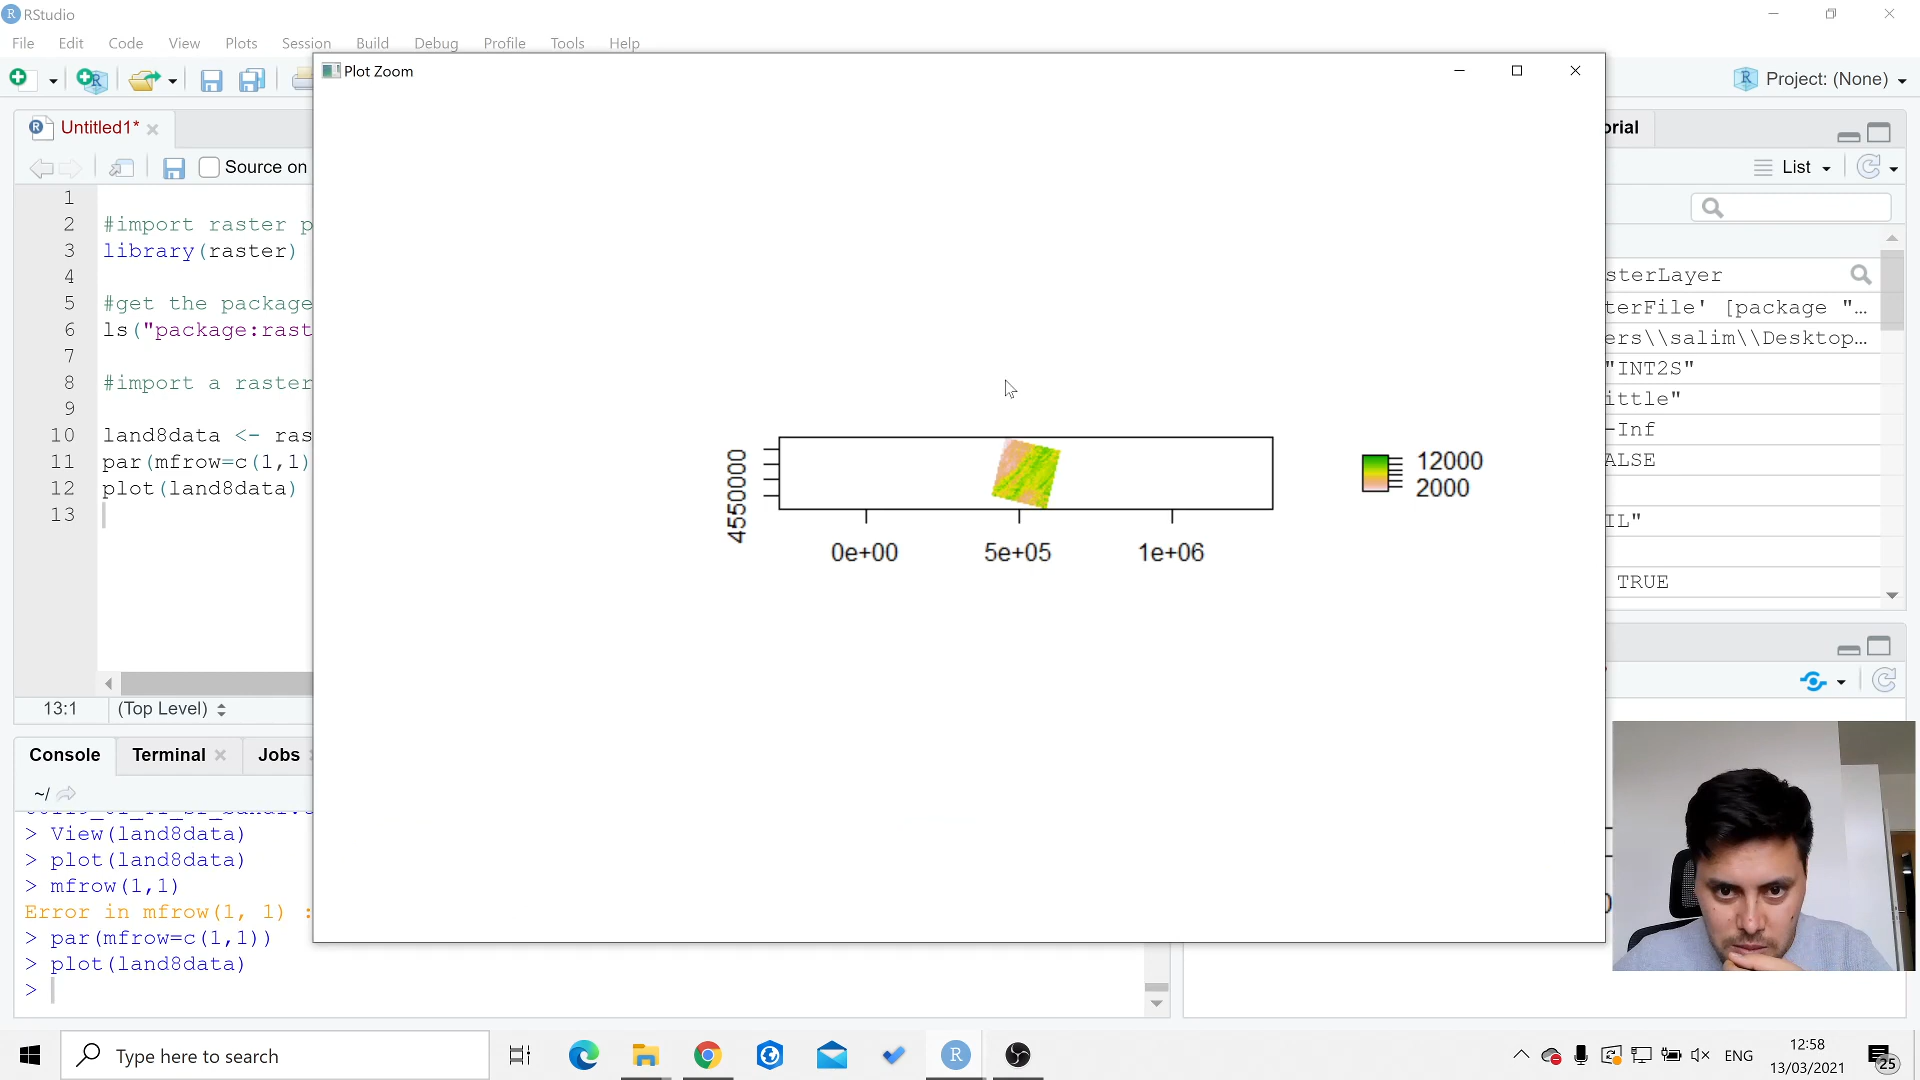 RStudio
File Edit Code View Plots Session Build Debug Profile Tools Help
Plot Zoom
Project: (None)
Untitled1*
orial
Source on
List
1
2 #import raster p
3 library(raster)
4
5 #get the package
6 ls("package:rast
7
8 #import a raster
9
10 land8data <- ras
11 par(mfrow=c(1,1)
12 plot(land8data)
13
sterLayer
terFile' [package "…
ers\\salim\\Desktop…
"INT2S"
ittle"
-Inf
ALSE
IL"
TRUE
4550000
0e+00 5e+05 1e+06
12000
2000
13:1 (Top Level)
Console Terminal Jobs
~/
> View(land8data)
> plot(land8data)
> mfrow(1,1)
Error in mfrow(1, 1) :
> par(mfrow=c(1,1))
> plot(land8data)
>
Type here to search
ENG
12:58
13/03/2021
25